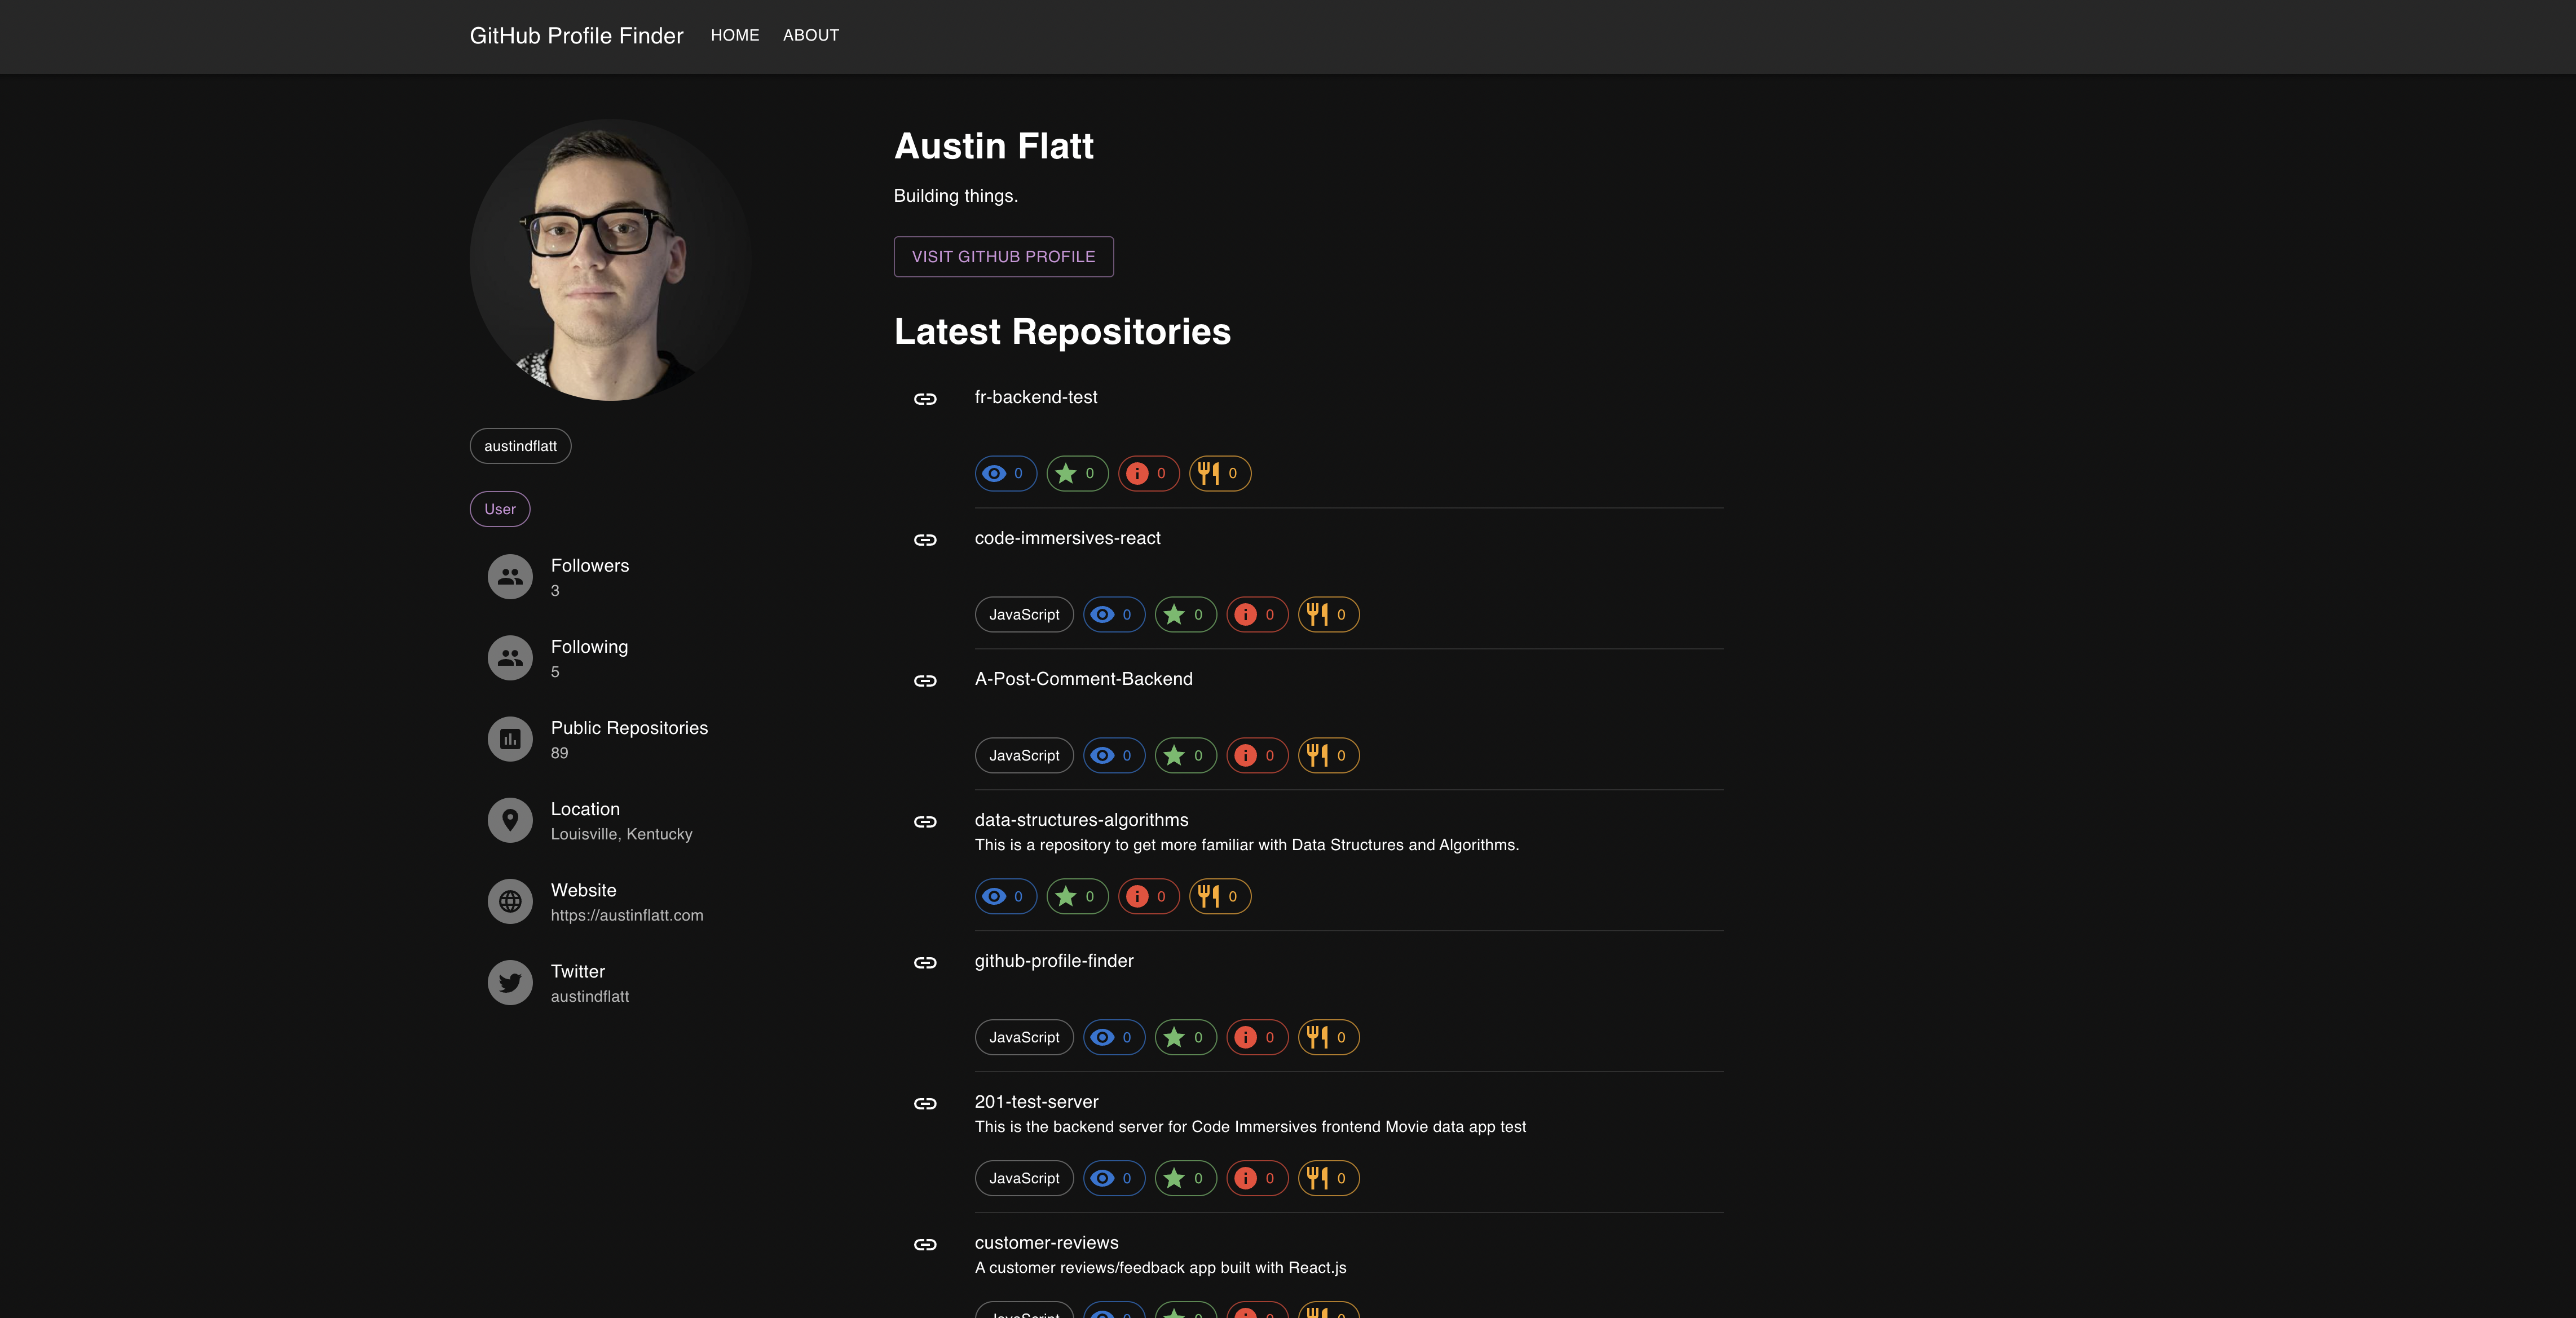 GitHub Profile Finder HOME ABOUT
austindflatt
User
Followers
3
Following
5
Public Repositories
89
Location
Louisville, Kentucky
Website
https://austinflatt.com
Twitter
austindflatt
Austin Flatt
Building things.
VISIT GITHUB PROFILE
Latest Repositories
fr-backend-test
0 0 0 0
code-immersives-react
JavaScript 0 0 0 0
A-Post-Comment-Backend
JavaScript 0 0 0 0
data-structures-algorithms
This is a repository to get more familiar with Data Structures and Algorithms.
0 0 0 0
github-profile-finder
JavaScript 0 0 0 0
201-test-server
This is the backend server for Code Immersives frontend Movie data app test
JavaScript 0 0 0 0
customer-reviews
A customer reviews/feedback app built with React.js
JavaScript 0 0 0 0